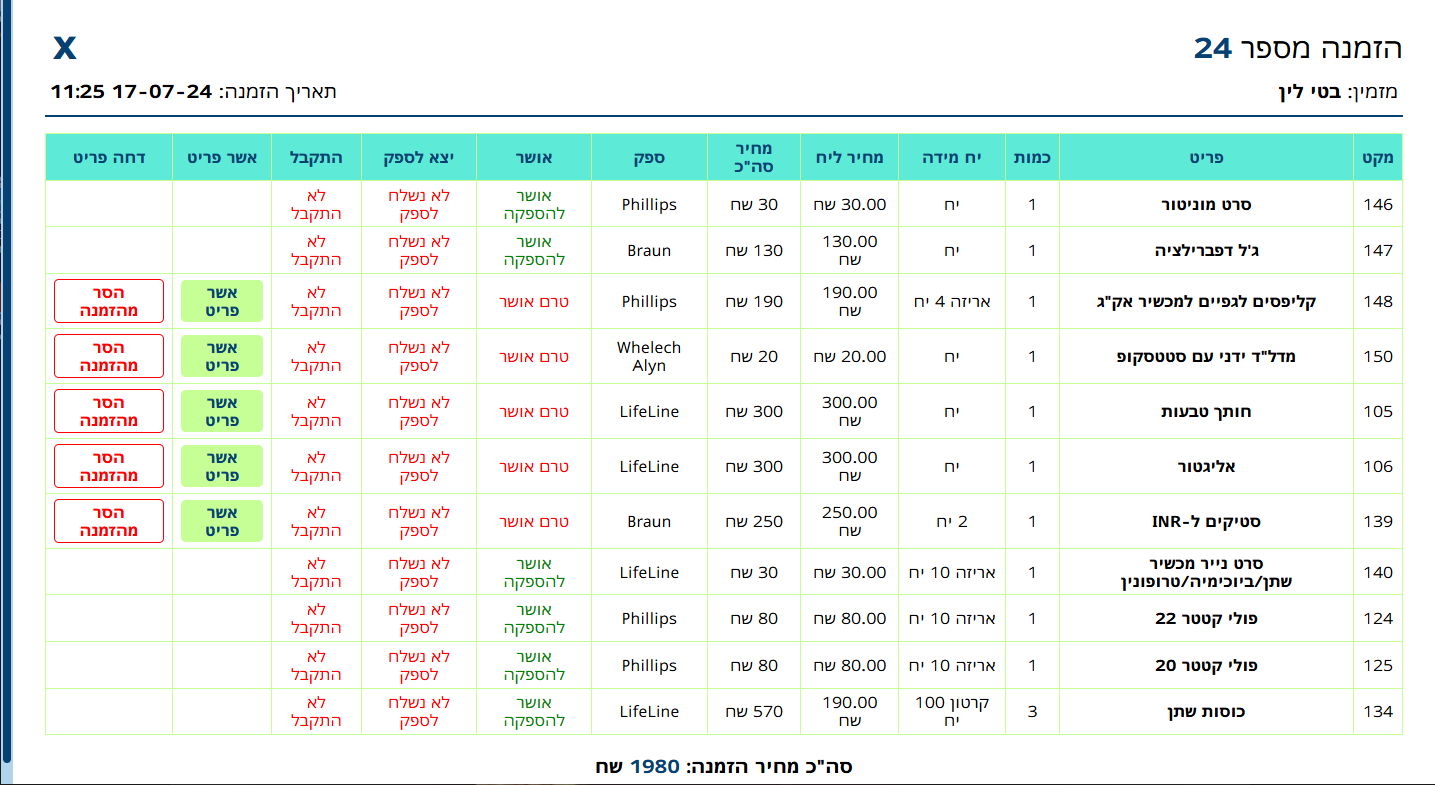 הזמנה מספר 24
X
מזמין: בטי לין
תאריך הזמנה: 17-07-24 11:25
מקט פריט כמות יח מידה מחיר ליח מחיר סה"כ ספק אושר יצא לספק התקבל אשר פריט דחה פריט
146 סרט מוניטור 1 יח 30.00 שח 30 שח Phillips אושר להספקה לא נשלח לספק לא התקבל
147 ג'ל דפברילציה 1 יח 130.00 שח 130 שח Braun אושר להספקה לא נשלח לספק לא התקבל
148 קליפסים לגפיים למכשיר אק"ג 1 אריזה 4 יח 190.00 שח 190 שח Phillips טרם אושר לא נשלח לספק לא התקבל אשר פריט הסר מהזמנה
150 מדל"ד ידני עם סטטסקופ 1 יח 20.00 שח 20 שח Whelech Alyn טרם אושר לא נשלח לספק לא התקבל אשר פריט הסר מהזמנה
105 חותך טבעות 1 יח 300.00 שח 300 שח LifeLine טרם אושר לא נשלח לספק לא התקבל אשר פריט הסר מהזמנה
106 אליגטור 1 יח 300.00 שח 300 שח LifeLine טרם אושר לא נשלח לספק לא התקבל אשר פריט הסר מהזמנה
139 סטיקים ל-INR 1 2 יח 250.00 שח 250 שח Braun טרם אושר לא נשלח לספק לא התקבל אשר פריט הסר מהזמנה
140 סרט נייר מכשיר שתן/ביוכימיה/טרופונין 1 אריזה 10 יח 30.00 שח 30 שח LifeLine אושר להספקה לא נשלח לספק לא התקבל
124 פולי קטטר 22 1 אריזה 10 יח 80.00 שח 80 שח Phillips אושר להספקה לא נשלח לספק לא התקבל
125 פולי קטטר 20 1 אריזה 10 יח 80.00 שח 80 שח Phillips אושר להספקה לא נשלח לספק לא התקבל
134 כוסות שתן 3 קרטון 100 יח 190.00 שח 570 שח LifeLine אושר להספקה לא נשלח לספק לא התקבל
סה"כ מחיר הזמנה: 1980 שח